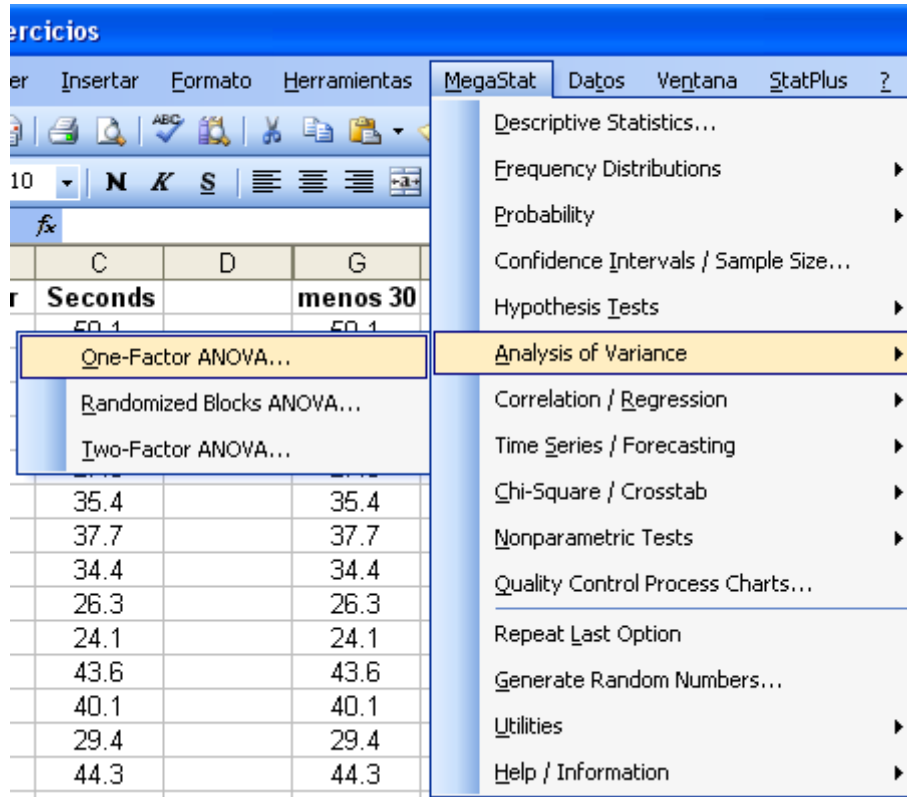 ercicios
er Insertar Formato Herramientas MegaStat Datos Ventana StatPlus ?
ABC
10 N K S a
fx
C D G
r Seconds menos 30
50.1 50.1
35.4 35.4
37.7 37.7
34.4 34.4
26.3 26.3
24.1 24.1
43.6 43.6
40.1 40.1
29.4 29.4
44.3 44.3
One-Factor ANOVA...
Randomized Blocks ANOVA...
Two-Factor ANOVA...
Descriptive Statistics...
Frequency Distributions
Probability
Confidence Intervals / Sample Size...
Hypothesis Tests
Analysis of Variance
Correlation / Regression
Time Series / Forecasting
Chi-Square / Crosstab
Nonparametric Tests
Quality Control Process Charts...
Repeat Last Option
Generate Random Numbers...
Utilities
Help / Information